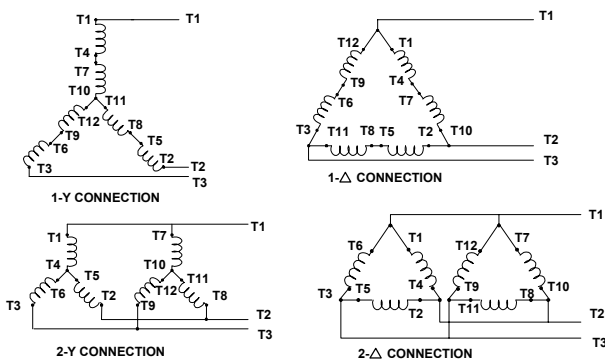 T1 T1
T4
T7
T10 T11
T12 T8
T9 T5
T6 T2 T2
T3 T3
1-Y CONNECTION
T1
T12 T1
T9 T4
T6 T7
T3 T11 T8 T5 T2 T10 T2
T3
1-△ CONNECTION
T1
T1 T7
T4 T5 T10 T11
T3 T6 T2 T12 T9 T8 T2
T3
2-Y CONNECTION
T1
T6 T1 T12 T7
T3 T5 T4 T9 T10
T2 T11 T8 T2
T3
2-△ CONNECTION